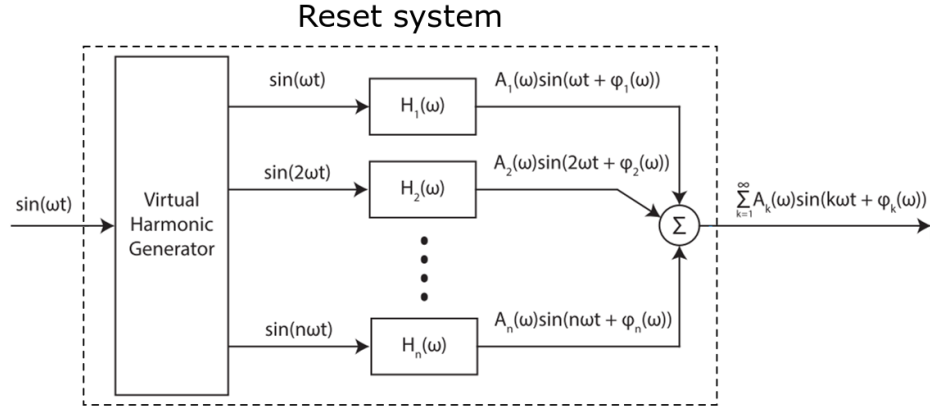 Reset system
sin(ωt)
Virtual
Harmonic
Generator
sin(ωt)
H₁(ω)
A₁(ω)sin(ωt + φ₁(ω))
sin(2ωt)
H₂(ω)
A₂(ω)sin(2ωt + φ₂(ω))
sin(nωt)
Hₙ(ω)
Aₙ(ω)sin(nωt + φₙ(ω))
Σ
∞
ΣAₖ(ω)sin(kωt + φₖ(ω))
k=1